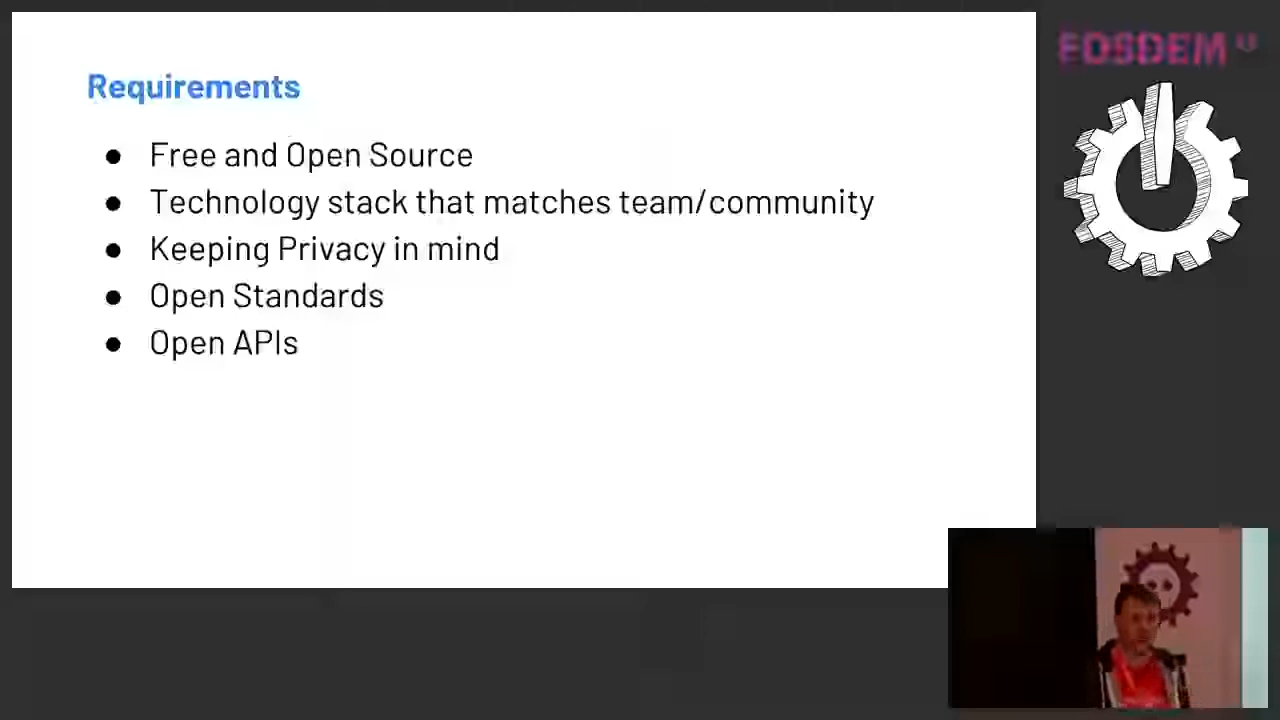 Requirements
● Free and Open Source
● Technology stack that matches team/community
● Keeping Privacy in mind
● Open Standards
● Open APIs
FOSDEM